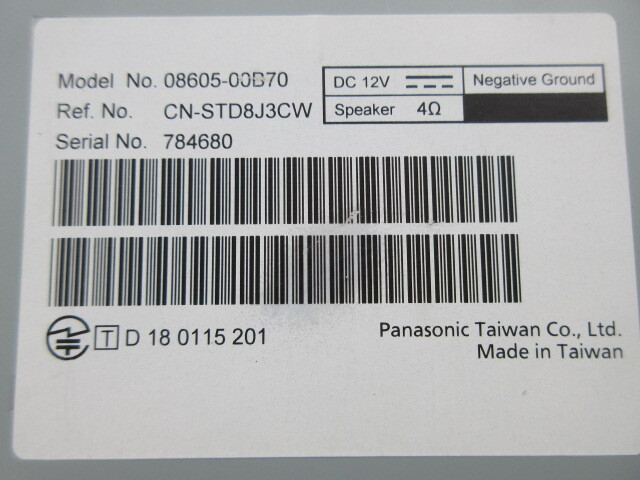 Model No. 08605-00B70
Ref. No. CN-STD8J3CW
Serial No. 784680
DC 12V
Negative Ground
Speaker 4Ω
T D 18 0115 201
Panasonic Taiwan Co., Ltd.
Made in Taiwan